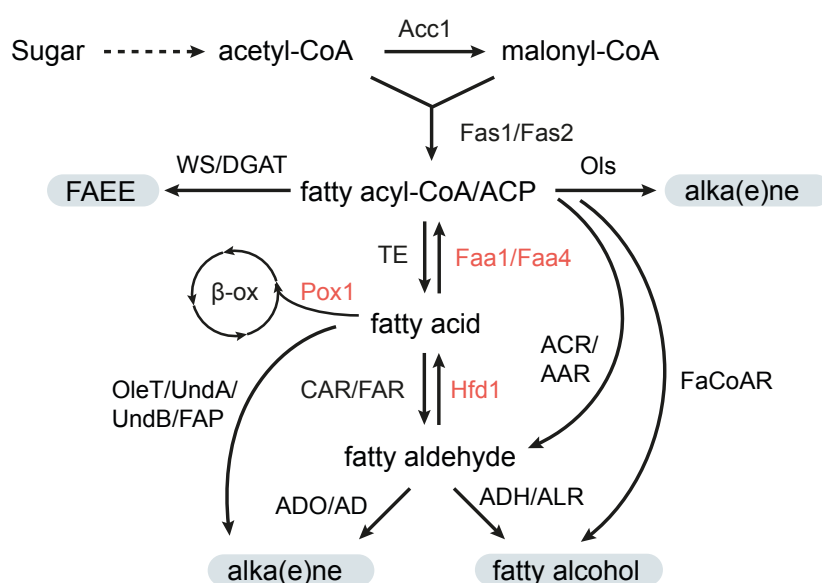 Acc1
Sugar acetyl-CoA malonyl-CoA
Fas1/Fas2
WS/DGAT Ols
FAEE fatty acyl-CoA/ACP alka(e)ne
TE Faa1/Faa4
β-ox Pox1
fatty acid
ACR/
AAR
OleT/UndA/
UndB/FAP
CAR/FAR Hfd1 FaCoAR
fatty aldehyde
ADO/AD ADH/ALR
alka(e)ne fatty alcohol